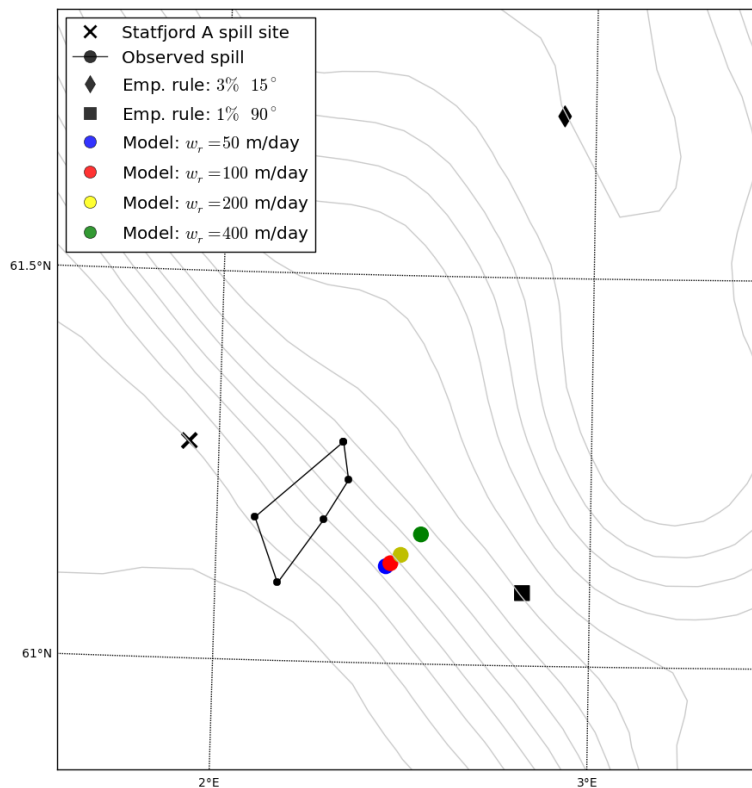 Statfjord A spill site
Observed spill
Emp. rule: 3% 15°
Emp. rule: 1% 90°
Model: w_r = 50 m/day
Model: w_r = 100 m/day
Model: w_r = 200 m/day
Model: w_r = 400 m/day
61.5°N
61°N
2°E 3°E